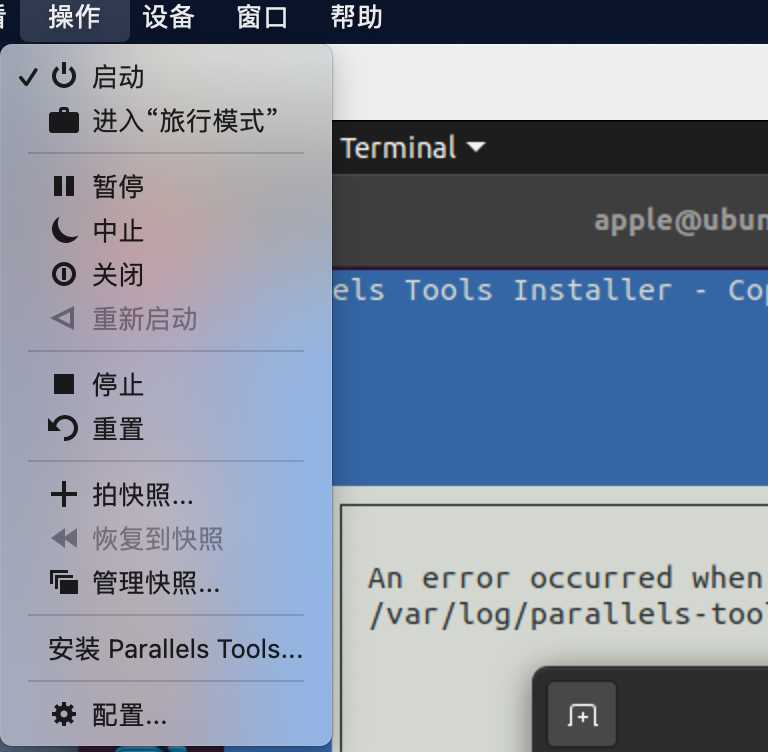 操作 设备 窗口 帮助
启动
进入“旅行模式”
暂停
中止
关闭
重新启动
停止
重置
拍快照...
恢复到快照
管理快照...
安装 Parallels Tools...
配置...
Terminal
apple@ubun
els Tools Installer - Cop
An error occurred when
/var/log/parallels-tool